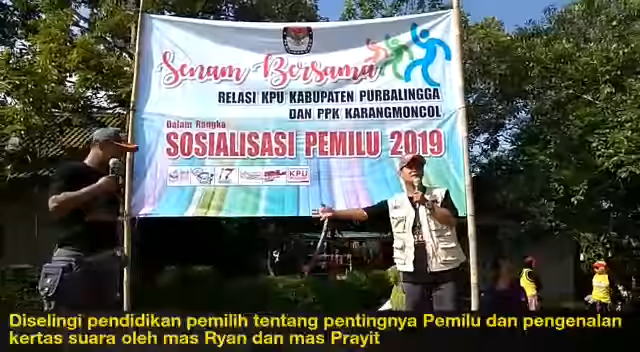 Senam Bersama
RELASI KPU KABUPATEN PURBALINGGA
DAN PPK KARANGMONCOL
Dalam Rangka
SOSIALISASI PEMILU 2019
KPU
Diselingi pendidikan pemilih tentang pentingnya Pemilu dan pengenalan
kertas suara oleh mas Ryan dan mas Prayit